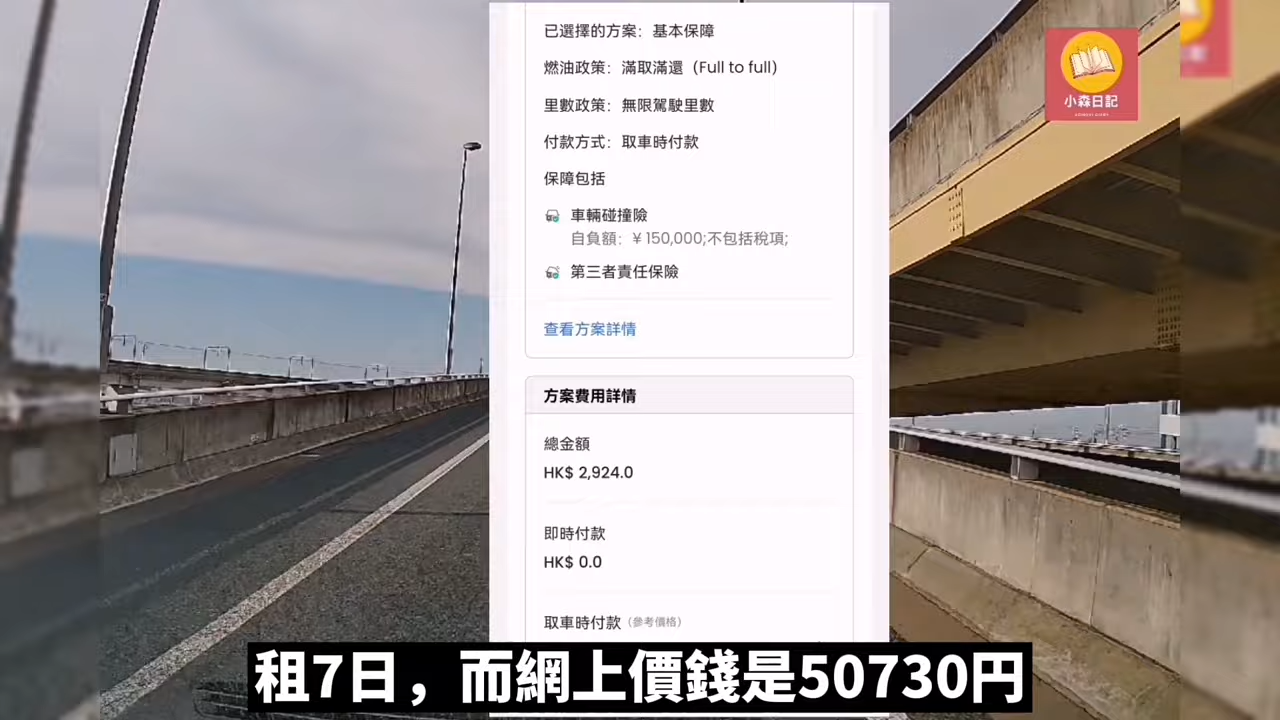 已選擇的方案：基本保障
燃油政策：滿取滿還（Full to full）
里數政策：無限駕駛里數
付款方式：取車時付款
保障包括
車輛碰撞險
自負額：¥150,000;不包括稅項;
第三者責任保險
查看方案詳情
方案費用詳情
總金額
HK$ 2,924.0
即時付款
HK$ 0.0
取車時付款（參考價格）
小森日記
租7日，而網上價錢是50730円